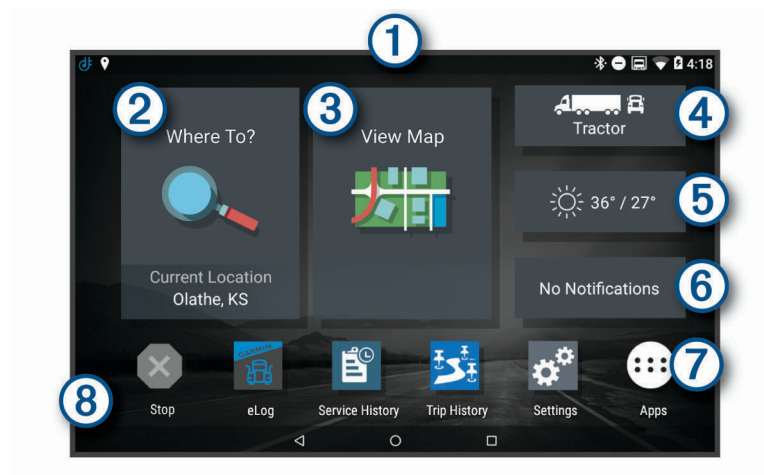 1
4:18
2
Where To?
Current Location
Olathe, KS
3
View Map
4
Tractor
5
36° / 27°
6
No Notifications
7
8
Stop
GARMIN
eLog
Service History
Trip History
Settings
Apps